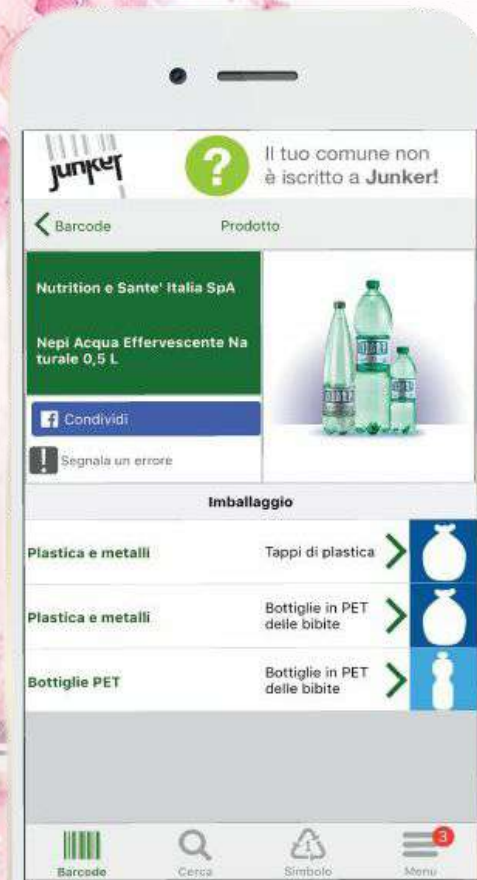 junker
?
Il tuo comune non
è iscritto a Junker!
Barcode
Prodotto
Nutrition e Sante' Italia SpA
Nepi Acqua Effervescente Na
turale 0,5 L
f Condividi
! Segnala un errore
Imballaggio
Plastica e metalli
Tappi di plastica
Plastica e metalli
Bottiglie in PET
delle bibite
Bottiglie PET
Bottiglie in PET
delle bibite
3
Barcode
Cerca
1
Simbolo
Menu